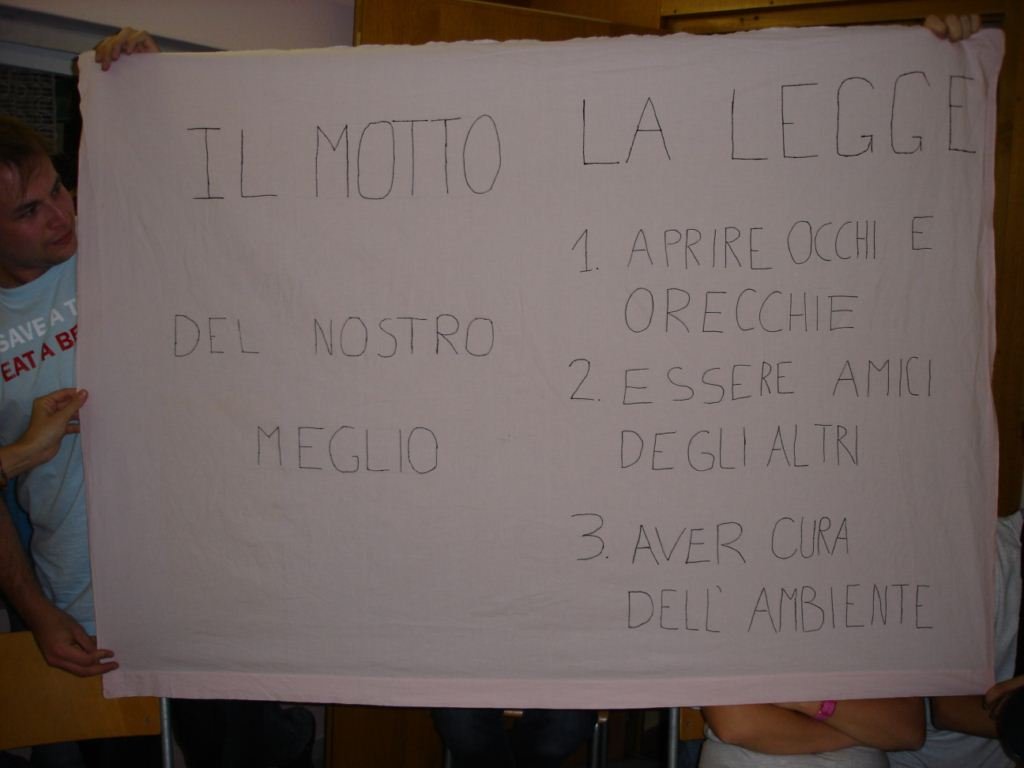 IL MOTTO
DEL NOSTRO
MEGLIO
LA LEGGE
1. APRIRE OCCHI E
ORECCHIE
2. ESSERE AMICI
DEGLI ALTRI
3. AVER CURA
DELL' AMBIENTE
SAVE A
EAT A